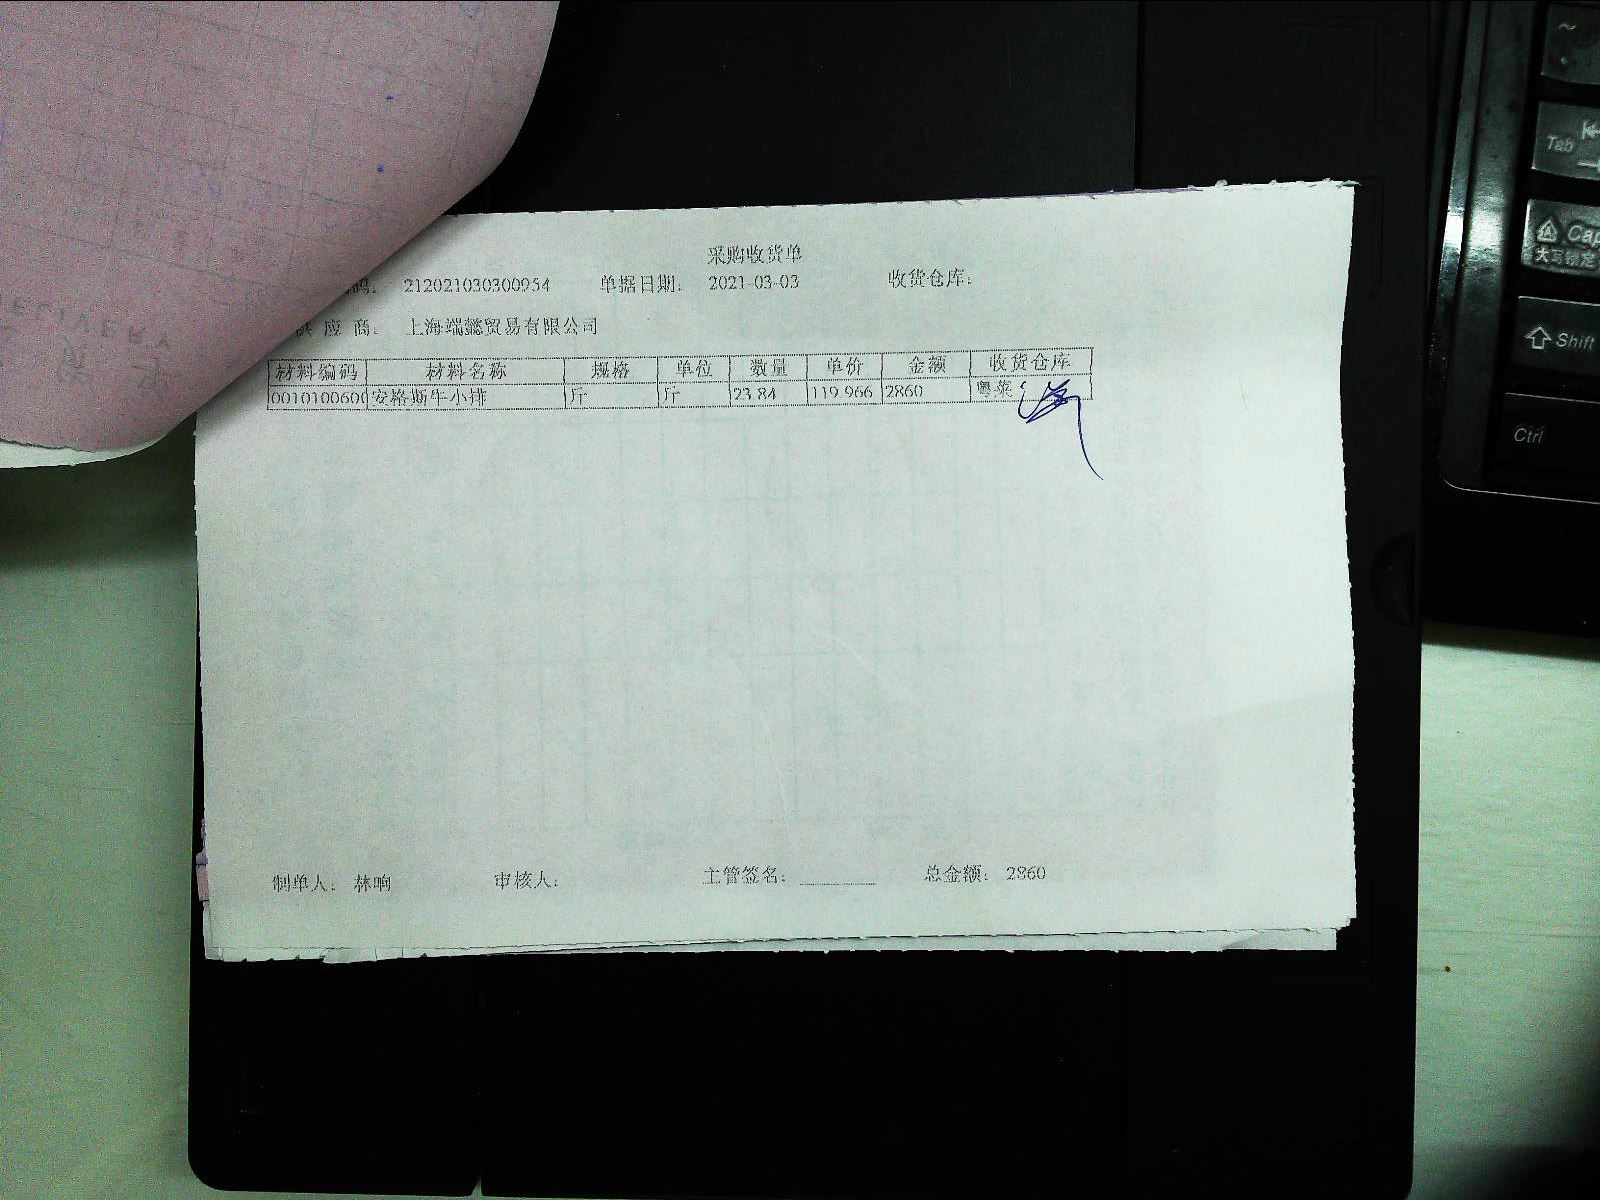 采购收货单
码： 212021030300954 单据日期： 2021-03-03 收货仓库：
供 应 商： 上海端懿贸易有限公司
材料编码 材料名称 规格 单位 数量 单价 金额 收货仓库
0010100600 安格斯牛小排 斤 斤 23.84 119.966 2860 粤菜
制单人： 林响 审核人： 主管签名： 总金额： 2860
~
Tab
Cap
大写锁定
Shift
Ctrl